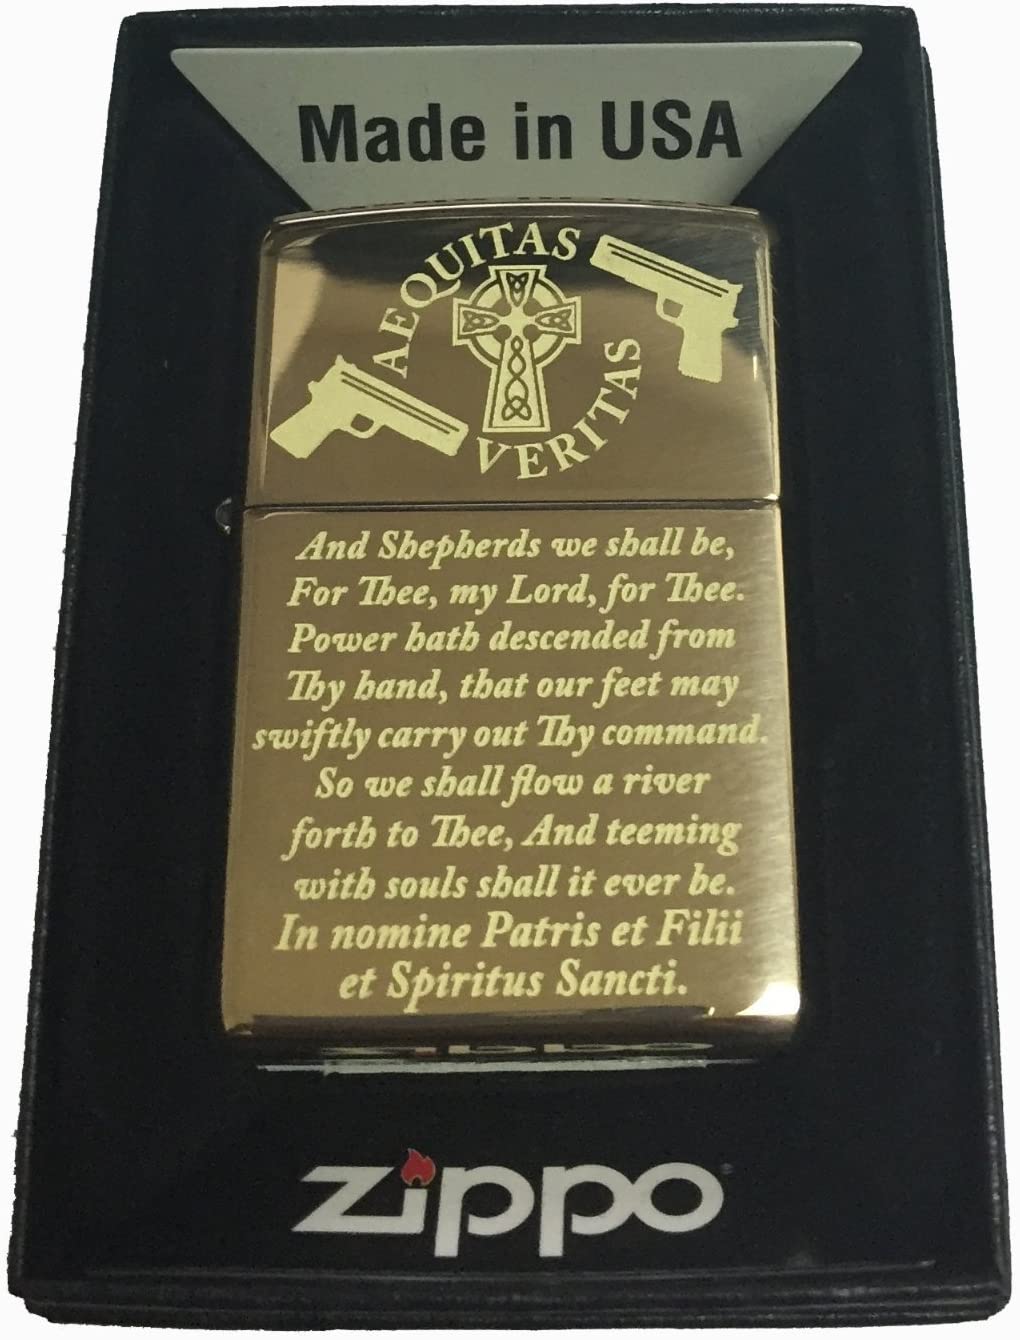 Made in USA
AEQUITAS
VERITAS
And Shepherds we shall be,
For Thee, my Lord, for Thee.
Power hath descended from
Thy hand, that our feet may
swiftly carry out Thy command.
So we shall flow a river
forth to Thee, And teeming
with souls shall it ever be.
In nomine Patris et Filii
et Spiritus Sancti.
zippo
zippo